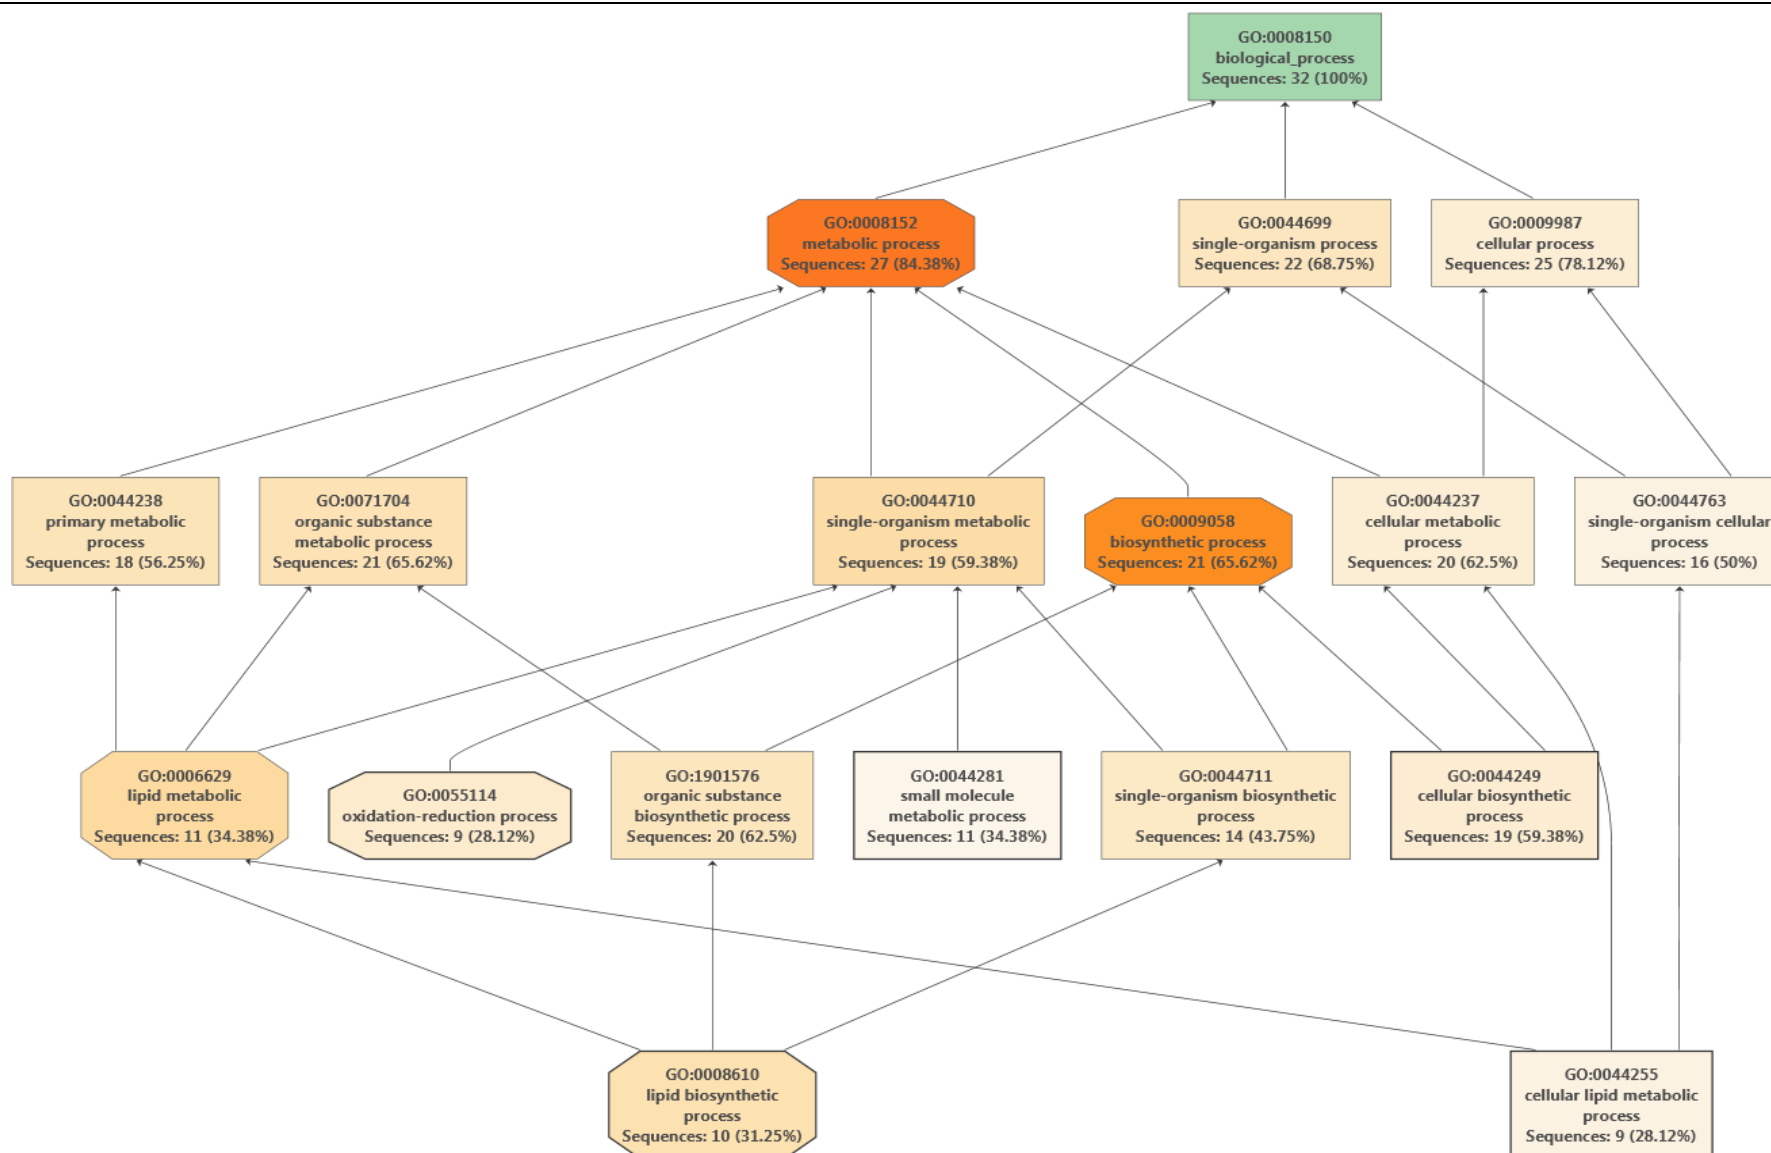 GO:0008150
biological_process
Sequences: 32 (100%)
GO:0008152
metabolic process
Sequences: 27 (84.38%)
GO:0044699
single-organism process
Sequences: 22 (68.75%)
GO:0009987
cellular process
Sequences: 25 (78.12%)
GO:0044238
primary metabolic
process
Sequences: 18 (56.25%)
GO:0071704
organic substance
metabolic process
Sequences: 21 (65.62%)
GO:0044710
single-organism metabolic
process
Sequences: 19 (59.38%)
GO:0009058
biosynthetic process
Sequences: 21 (65.62%)
GO:0044237
cellular metabolic
process
Sequences: 20 (62.5%)
GO:0044763
single-organism cellular
process
Sequences: 16 (50%)
GO:0006629
lipid metabolic
process
Sequences: 11 (34.38%)
GO:0055114
oxidation-reduction process
Sequences: 9 (28.12%)
GO:1901576
organic substance
biosynthetic process
Sequences: 20 (62.5%)
GO:0044281
small molecule
metabolic process
Sequences: 11 (34.38%)
GO:0044711
single-organism biosynthetic
process
Sequences: 14 (43.75%)
GO:0044249
cellular biosynthetic
process
Sequences: 19 (59.38%)
GO:0008610
lipid biosynthetic
process
Sequences: 10 (31.25%)
GO:0044255
cellular lipid metabolic
process
Sequences: 9 (28.12%)